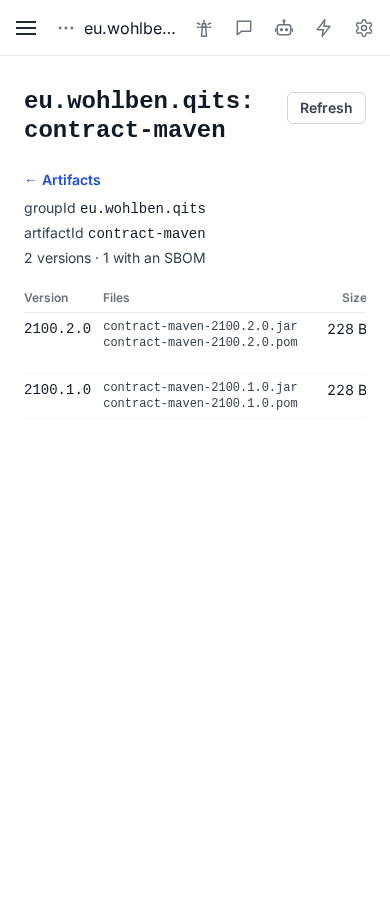 eu.wohlbe...
eu.wohlben.qits:
contract-maven
Refresh
← Artifacts
groupId eu.wohlben.qits
artifactId contract-maven
2 versions · 1 with an SBOM
Version Files Size
2100.2.0 contract-maven-2100.2.0.jar 228 B
contract-maven-2100.2.0.pom
2100.1.0 contract-maven-2100.1.0.jar 228 B
contract-maven-2100.1.0.pom